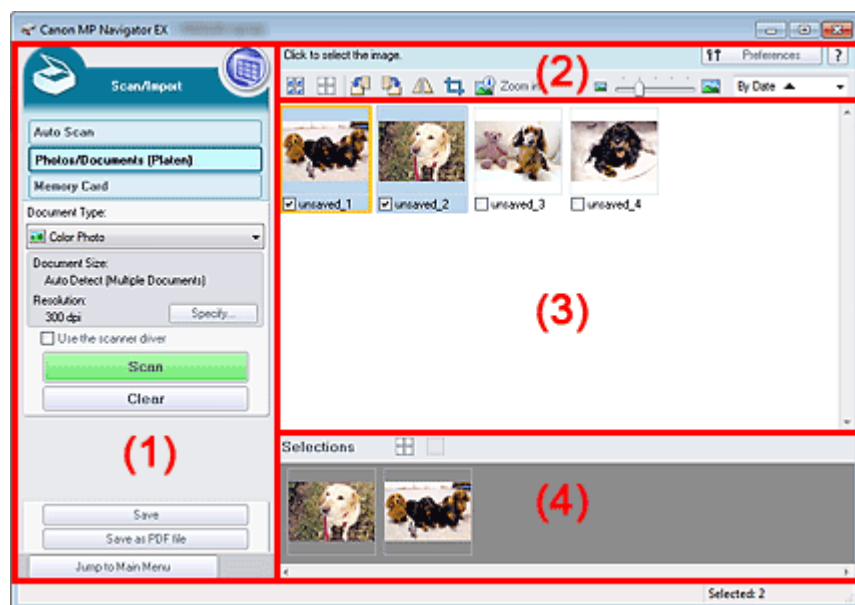 Canon MP Navigator EX
Scan/Import
Auto Scan
Photos/Documents (Platen)
Memory Card
Document Type:
Color Photo
Document Size:
Auto Detect (Multiple Documents)
Resolution:
300 dpi
Specify...
Use the scanner diver
Scan
Clear
(1)
Save
Save as PDF file
Jump to Main Menu
Click to select the image.
Preferences
?
Zoom in
(2)
By Date
unsaved_1
unsaved_2
unsaved_3
unsaved_4
(3)
Selections
(4)
Selected: 2